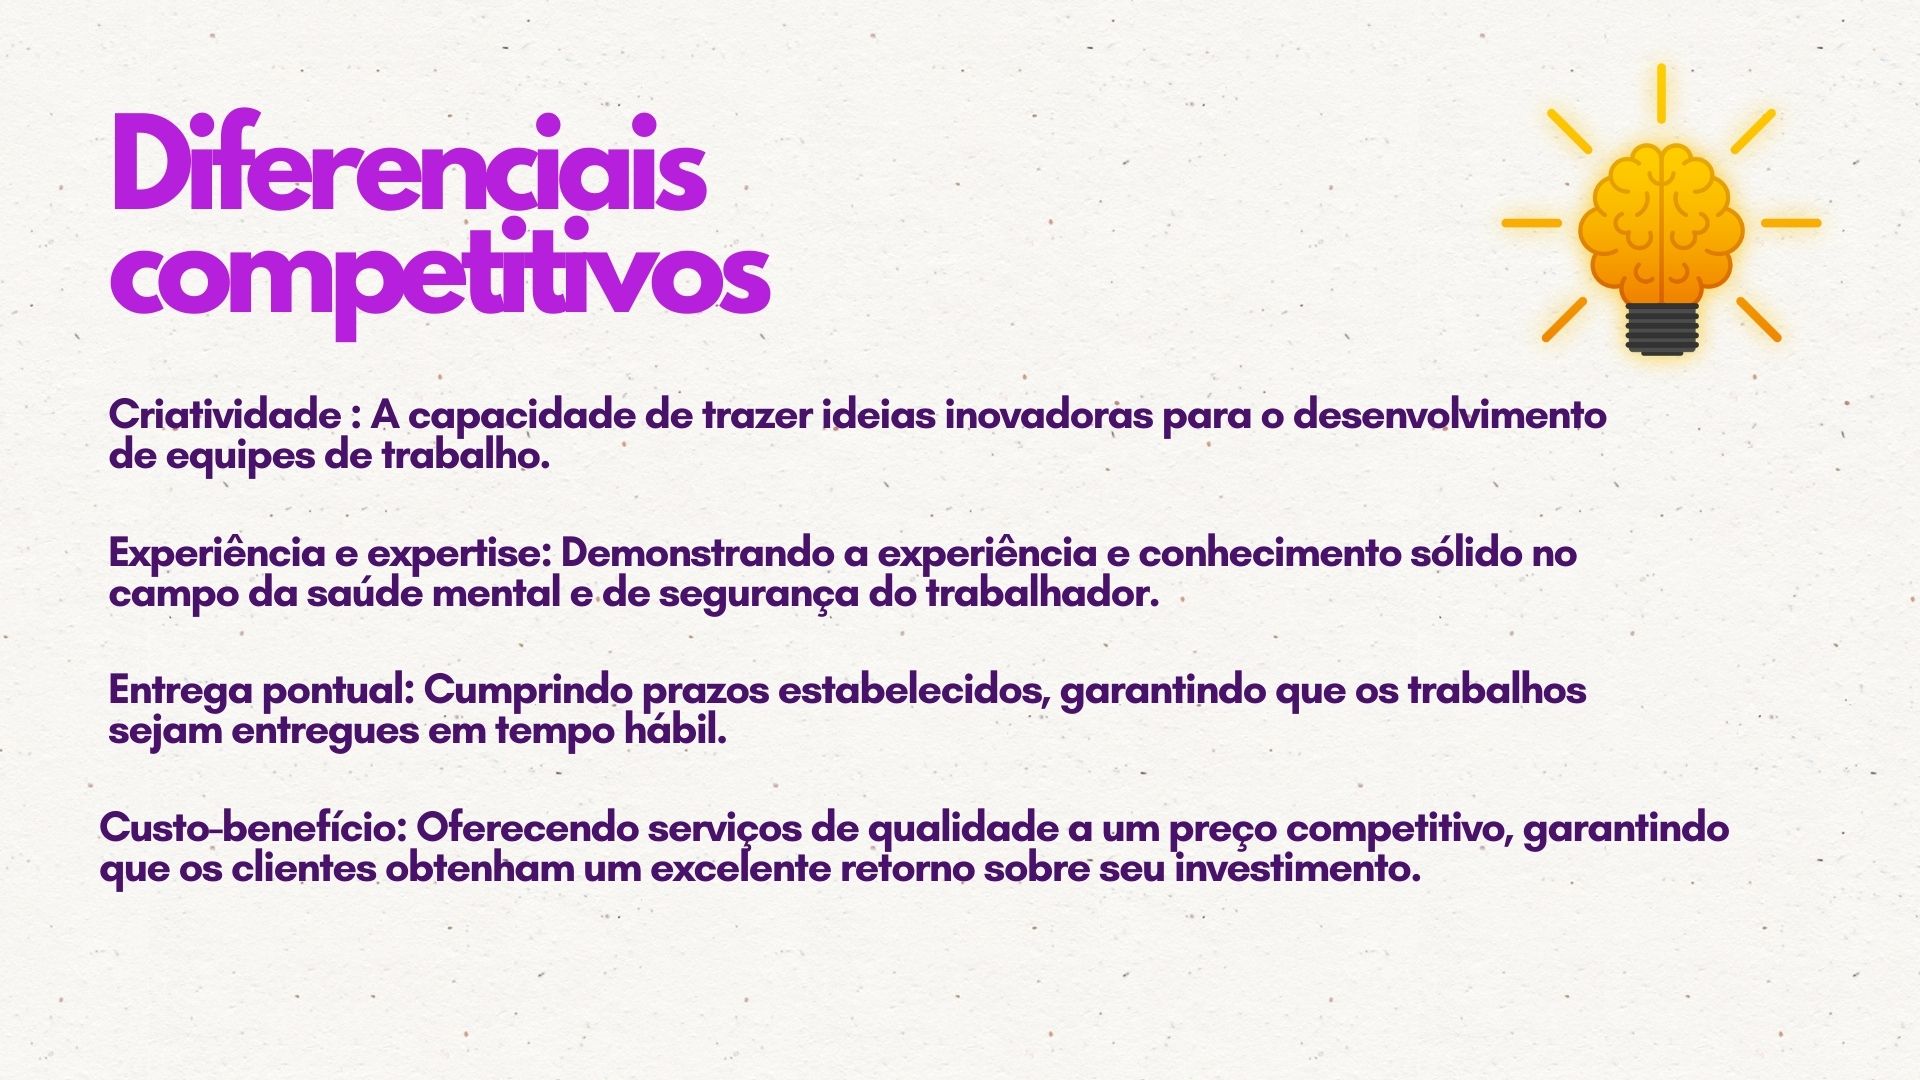 Diferenciais
competitivos
Criatividade : A capacidade de trazer ideias inovadoras para o desenvolvimento
de equipes de trabalho.
Experiência e expertise: Demonstrando a experiência e conhecimento sólido no
campo da saúde mental e de segurança do trabalhador.
Entrega pontual: Cumprindo prazos estabelecidos, garantindo que os trabalhos
sejam entregues em tempo hábil.
Custo-benefício: Oferecendo serviços de qualidade a um preço competitivo, garantindo
que os clientes obtenham um excelente retorno sobre seu investimento.